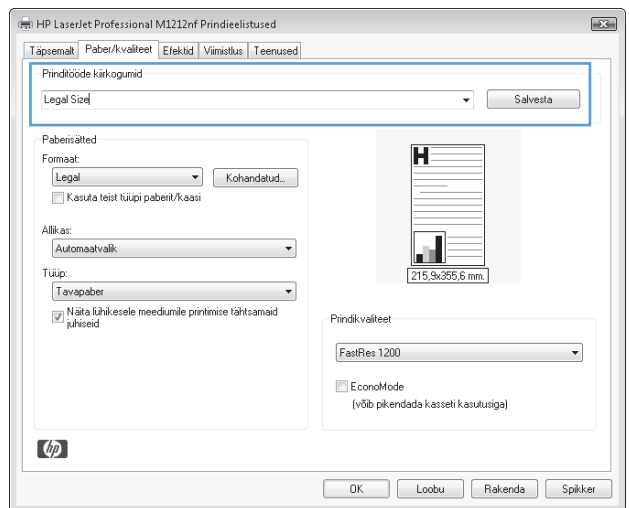 HP LaserJet Professional M1212nf Prindieelistused
Täpsemalt Paber/kvaliteet Efektid Viimistlus Teenused
Prinditööde kiirkogumid
Legal Size
Salvesta
Paberisätted
Formaat:
Legal
Kohandatud...
Kasuta teist tüüpi paberit/kaasi
Allikas:
Automaatvalik
Tüüp:
Tavapaber
Näita lühikesele meediumile printimise tähtsamaid
juhiseid
H
215,9x355,6 mm.
Prindikvaliteet
FastRes 1200
EconoMode
(võib pikendada kasseti kasutusiga)
hp
OK Loobu Rakenda Spikker